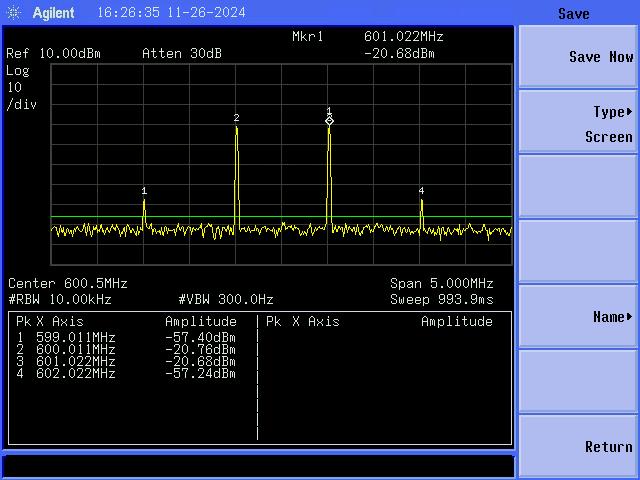 Agilent 16:26:35 11-26-2024 Save
Mkr1 601.022MHz
Ref 10.00dBm Atten 30dB -20.68dBm
Log
10
/div
1
2
1
4
Center 600.5MHz Span 5.000MHz
#RBW 10.00kHz #VBW 300.0Hz Sweep 993.9ms
Pk X Axis Amplitude Pk X Axis Amplitude
1 599.011MHz -57.40dBm
2 600.011MHz -20.76dBm
3 601.022MHz -20.68dBm
4 602.022MHz -57.24dBm
Save Now
Type
Screen
Name
Return